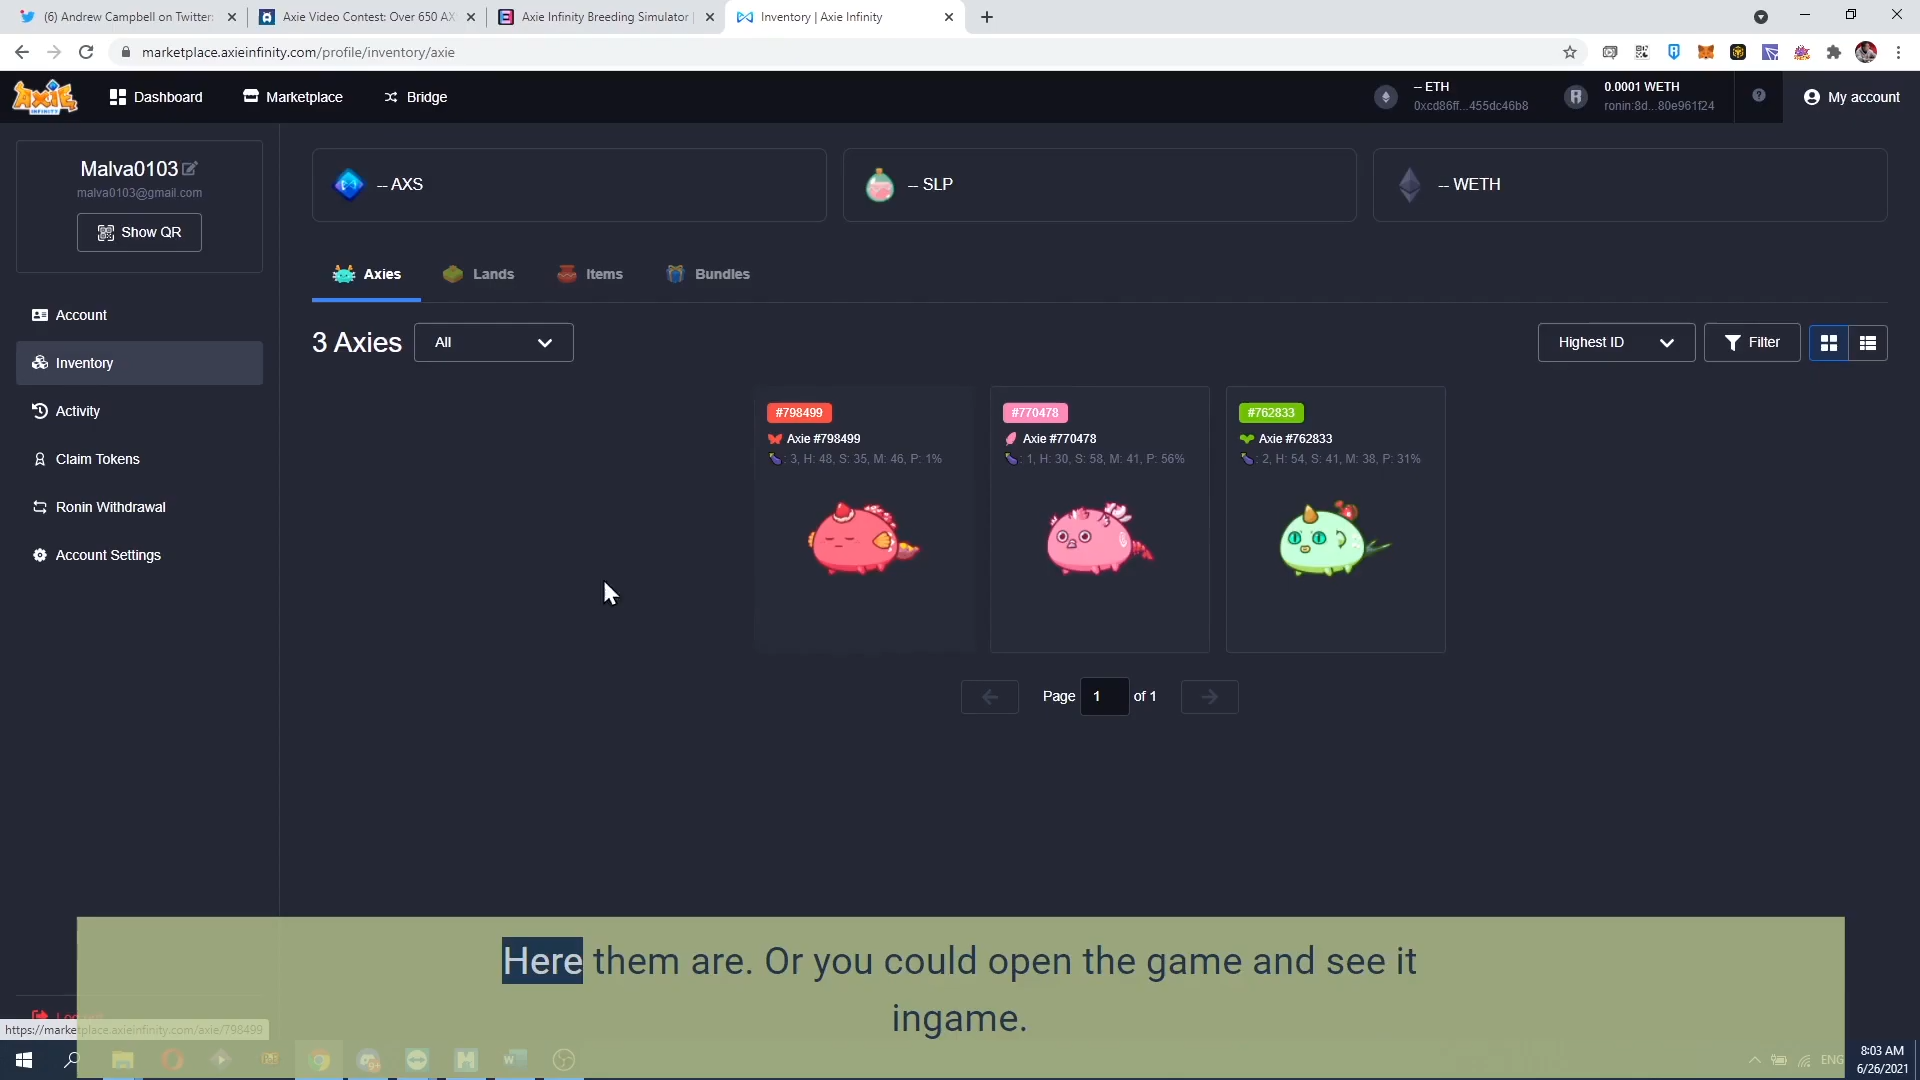 (6) Andrew Campbell on Twitter:
Axie Video Contest: Over 650 AX
Axie Infinity Breeding Simulator |
Inventory | Axie Infinity
marketplace.axieinfinity.com/profile/inventory/axie
AXIE
INFINITY
Dashboard
Marketplace
Bridge
-- ETH
0xcd86ff...455dc46b8
0.0001 WETH
ronin:8d...80e961f24
My account
Malva0103
malva0103@gmail.com
Show QR
-- AXS
-- SLP
-- WETH
Axies
Lands
Items
Bundles
Account
Inventory
Activity
Claim Tokens
Ronin Withdrawal
Account Settings
3 Axies
All
Highest ID
Filter
#798499
Axie #798499
: 3, H: 48, S: 35, M: 46, P: 1%
#770478
Axie #770478
: 1, H: 30, S: 58, M: 41, P: 56%
#762833
Axie #762833
: 2, H: 54, S: 41, M: 38, P: 31%
Page 1 of 1
Here them are. Or you could open the game and see it
ingame.
https://marketplace.axieinfinity.com/axie/798499
ENG
8:03 AM
6/26/2021